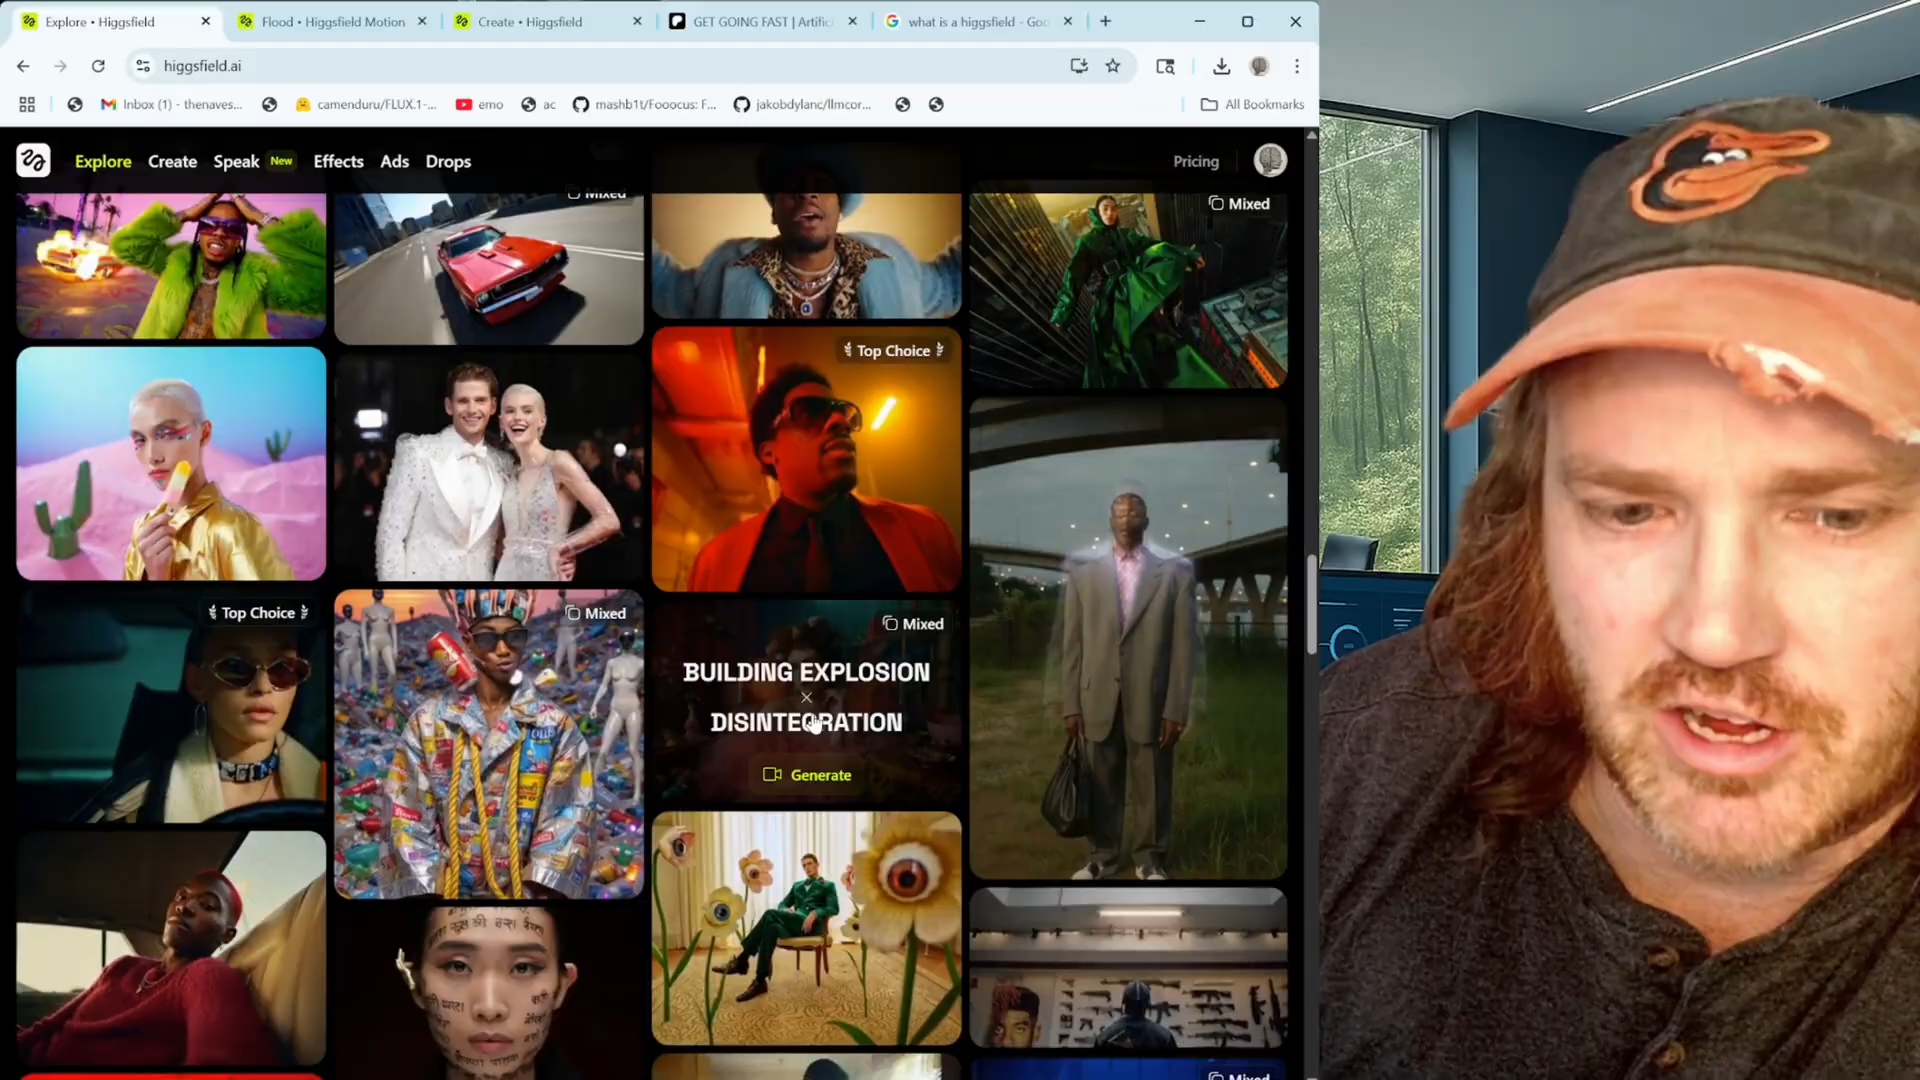 Explore • Higgsfield
Flood • Higgsfield Motion
Create • Higgsfield
GET GOING FAST | Artific
what is a higgsfield - Goo
higgsfield.ai
Inbox (1) - thenaves...
camenduru/FLUX.1-...
emo
ac
mashb1t/Fooocus: F...
jakobdylanc/llmcor...
All Bookmarks
Explore
Create
Speak New
Effects
Ads
Drops
Pricing
Mixed
Mixed
Top Choice
Top Choice
Mixed
Mixed
BUILDING EXPLOSION
×
DISINTEGRATION
Generate
Mixed